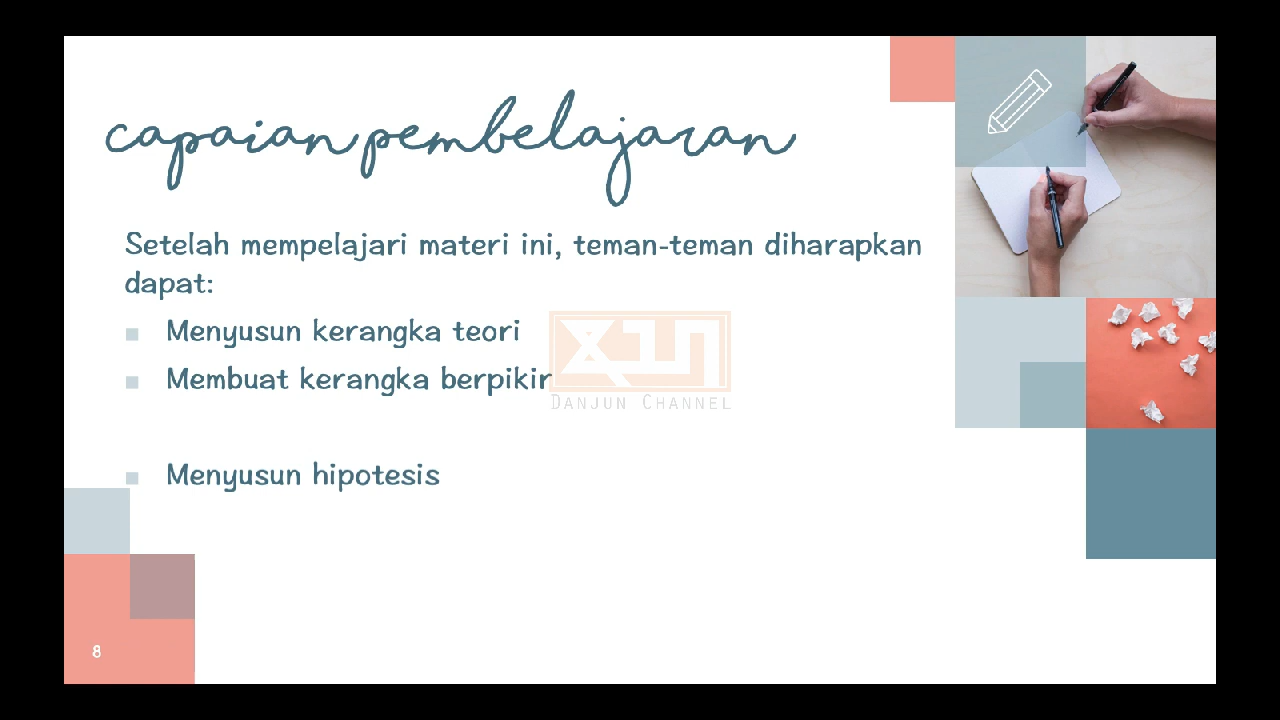 capaian pembelajaran
Setelah mempelajari materi ini, teman-teman diharapkan
dapat:
Menyusun kerangka teori
Membuat kerangka berpikir
DANJUN CHANNEL
Menyusun hipotesis
8